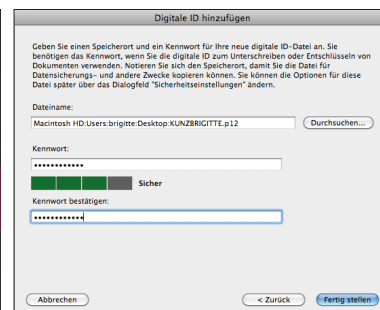 Digitale ID hinzufügen
Geben Sie einen Speicherort und ein Kennwort für Ihre neue digitale ID-Datei an. Sie
benötigen das Kennwort, wenn Sie die digitale ID zum Unterschreiben oder Entschlüsseln von
Dokumenten verwenden. Notieren Sie sich den Speicherort, damit Sie die Datei für
Datensicherungs- und andere Zwecke kopieren können. Sie können die Optionen für diese
Datei später über das Dialogfeld "Sicherheitseinstellungen" ändern.
Dateiname:
Macintosh HD:Users:brigitte:Desktop:KUNZBRIGITTE.p12
Durchsuchen...
Kennwort:
••••••••••••
Sicher
Kennwort bestätigen:
••••••••••••
Abbrechen
< Zurück
Fertig stellen